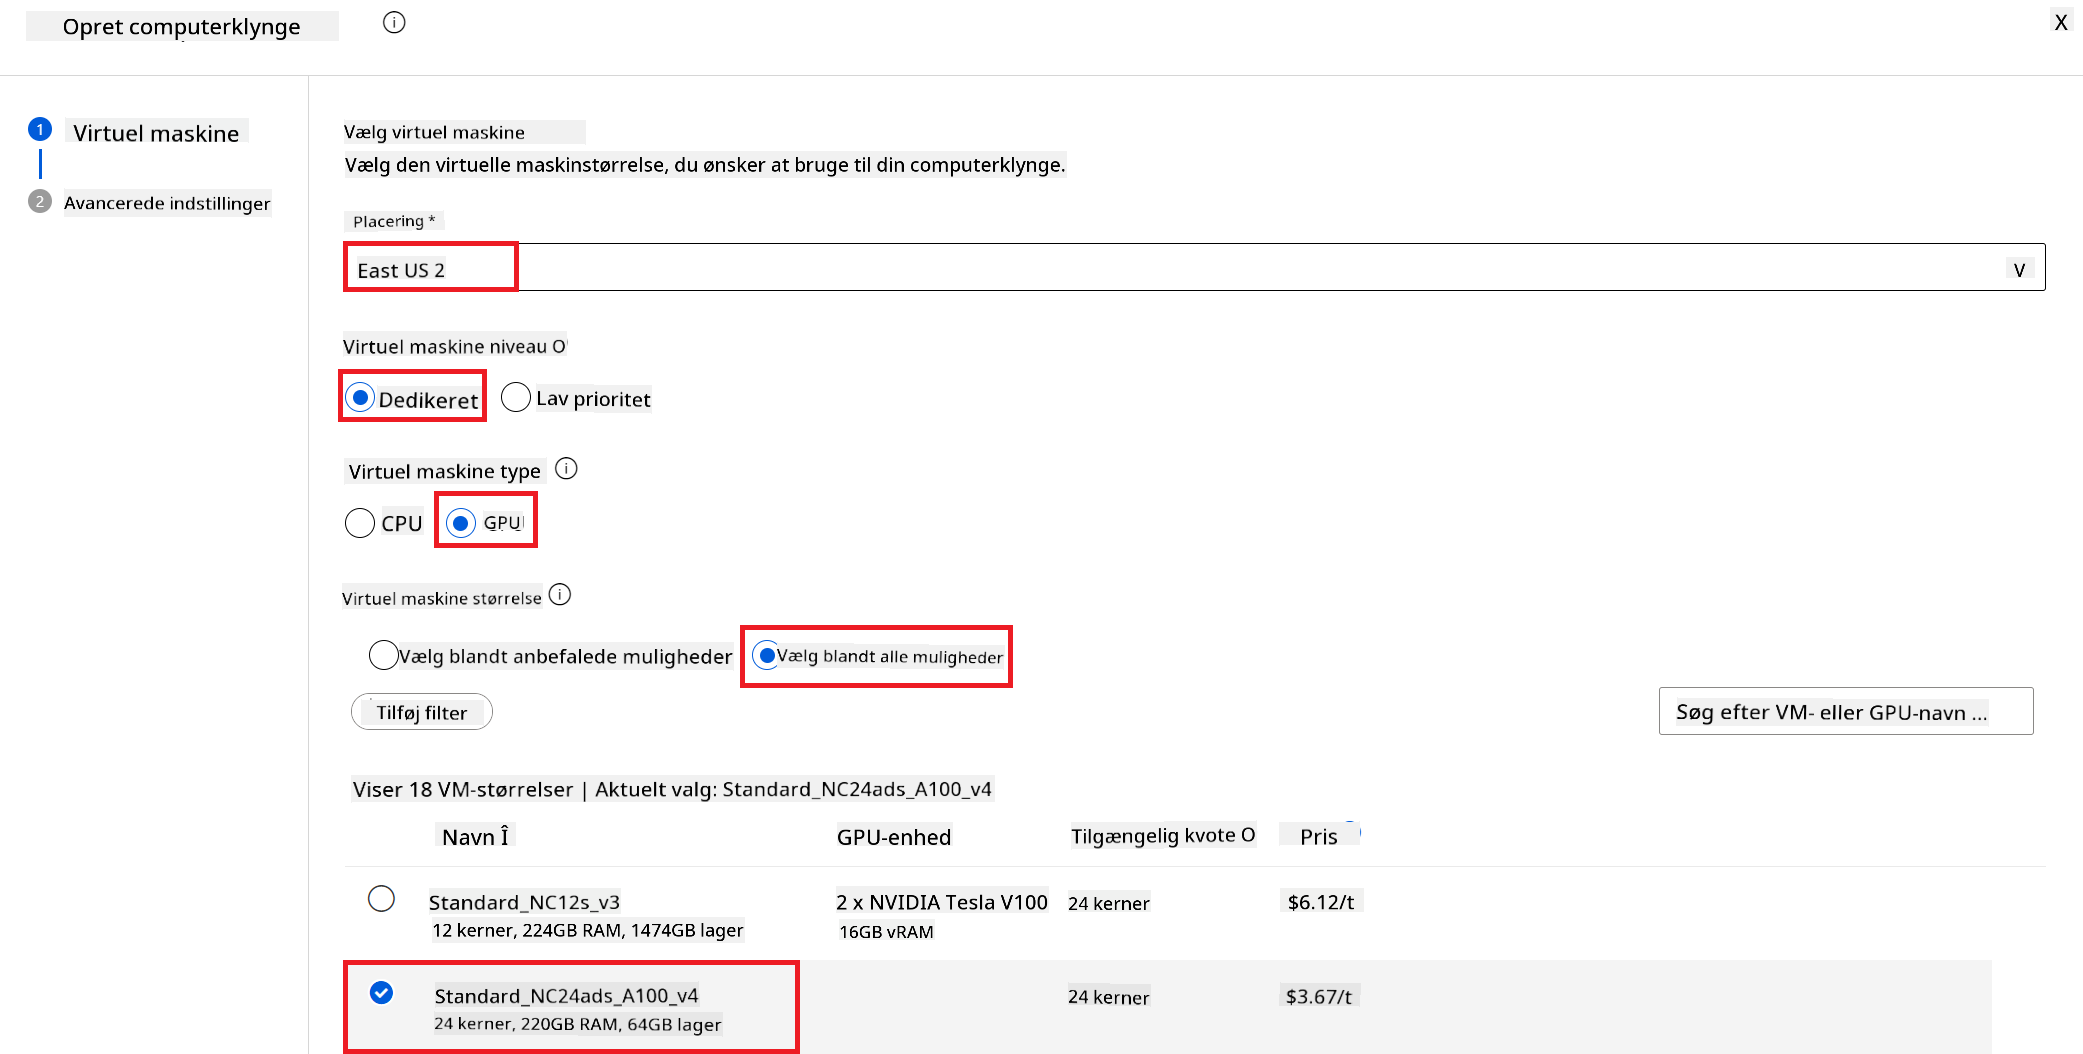 Opret computerklynge
X
1 Virtuel maskine
2 Avancerede indstillinger
Vælg virtuel maskine
Vælg den virtuelle maskinstørrelse, du ønsker at bruge til din computerklynge.
Placering *
East US 2 V
Virtuel maskine niveau O
Dedikeret Lav prioritet
Virtuel maskine type
CPU GPU
Virtuel maskine størrelse
Vælg blandt anbefalede muligheder Vælg blandt alle muligheder
Tilføj filter Søg efter VM- eller GPU-navn ...
Viser 18 VM-størrelser | Aktuelt valg: Standard_NC24ads_A100_v4
Navn Î GPU-enhed Tilgængelig kvote O Pris
Standard_NC12s_v3 2 x NVIDIA Tesla V100 24 kerner $6.12/t
12 kerner, 224GB RAM, 1474GB lager 16GB vRAM
Standard_NC24ads_A100_v4 24 kerner $3.67/t
24 kerner, 220GB RAM, 64GB lager